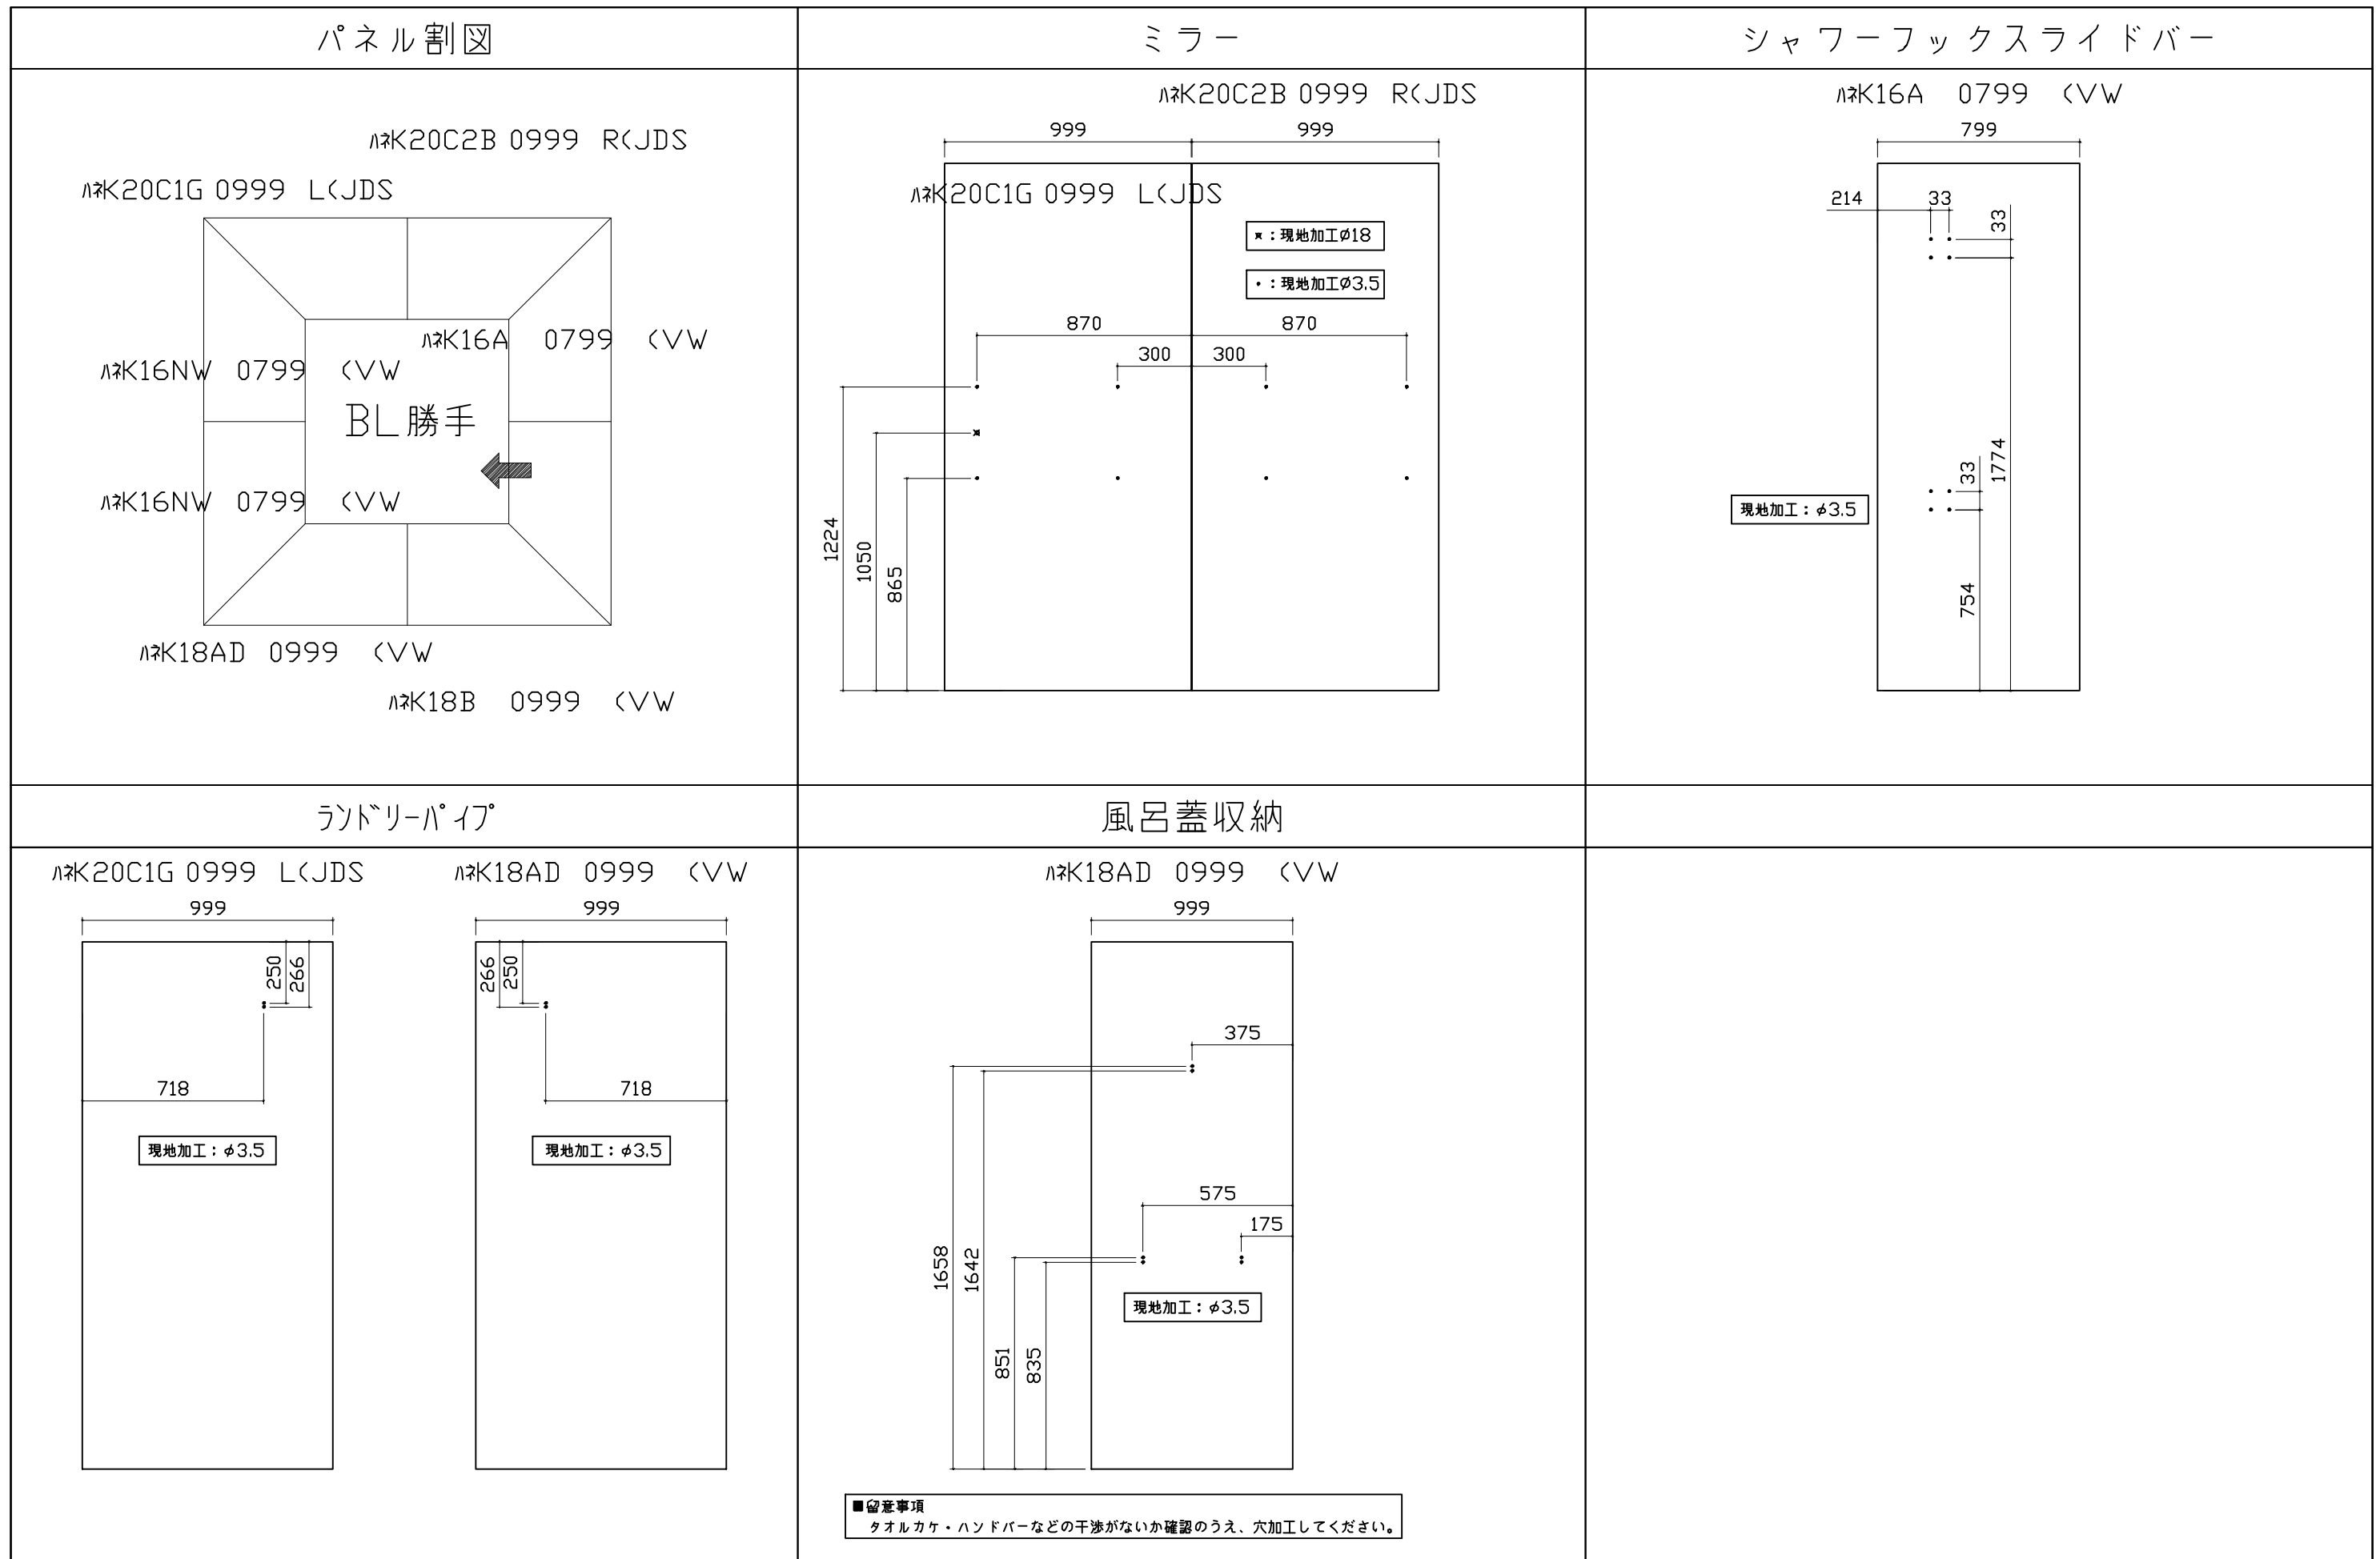 パネル割図
ﾊﾟﾈK20C2B 0999 R(JDS
ﾊﾟﾈK20C1G 0999 L(JDS
ﾊﾟﾈK16A 0799 (VW
ﾊﾟﾈK16NW 0799 (VW
BL勝手
ﾊﾟﾈK16NW 0799 (VW
ﾊﾟﾈK18AD 0999 (VW
ﾊﾟﾈK18B 0999 (VW
ミラー
ﾊﾟﾈK20C2B 0999 R(JDS
999 999
ﾊﾟﾈK20C1G 0999 L(JDS
：現地加工Ø18
・：現地加工Ø3.5
870 870
300 300
1224
1050
865
シャワーフックスライドバー
ﾊﾟﾈK16A 0799 (VW
799
214 33
33
1774
33
現地加工：φ3.5
754
ﾗﾝﾄﾞﾘｰﾊﾟｲﾌﾟ
ﾊﾟﾈK20C1G 0999 L(JDS
999
250
266
718
現地加工：φ3.5
ﾊﾟﾈK18AD 0999 (VW
999
266
250
718
現地加工：φ3.5
風呂蓋収納
ﾊﾟﾈK18AD 0999 (VW
999
375
575
175
1658
1642
851
835
現地加工：φ3.5
■留意事項
タオルカケ・ハンドバーなどの干渉がないか確認のうえ、穴加工してください。